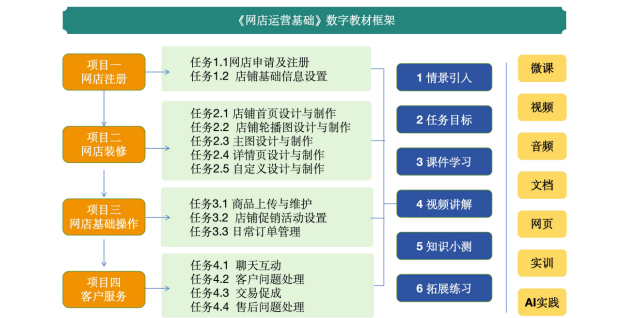 《网店运营基础》数字教材框架
项目一
网店注册
任务1.1网店申请及注册
任务1.2 店铺基础信息设置
项目二
网店装修
任务2.1 店铺首页设计与制作
任务2.2 店铺轮播图设计与制作
任务2.3 主图设计与制作
任务2.4 详情页设计与制作
任务2.5 自定义设计与制作
项目三
网店基础操作
任务3.1 商品上传与维护
任务3.2 店铺促销活动设置
任务3.3 日常订单管理
项目四
客户服务
任务4.1 聊天互动
任务4.2 客户问题处理
任务4.3 交易促成
任务4.4 售后问题处理
1 情景引人
2 任务目标
3 课件学习
4 视频讲解
5 知识小测
6 拓展练习
微课
视频
音频
文档
网页
实训
AI实践